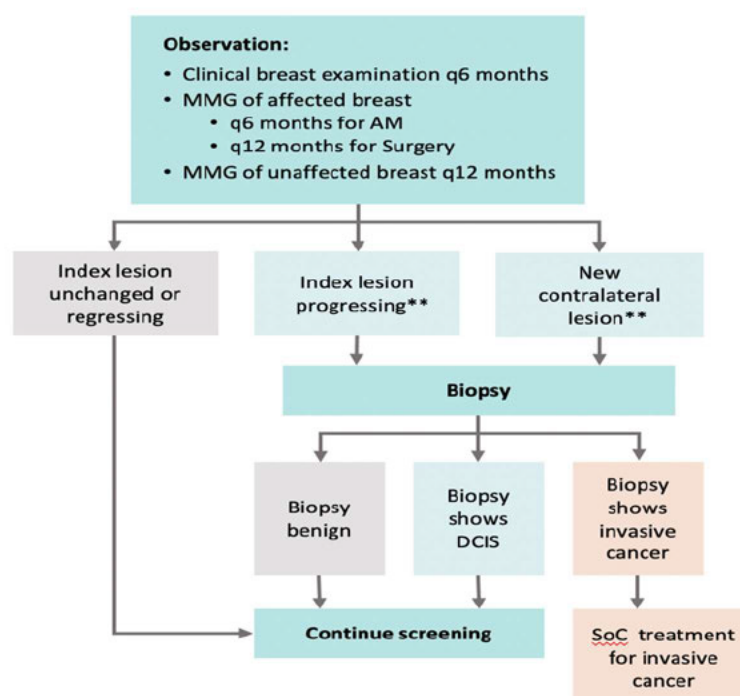 Observation:
• Clinical breast examination q6 months
• MMG of affected breast
• q6 months for AM
• q12 months for Surgery
• MMG of unaffected breast q12 months
Index lesion
unchanged or
regressing
Index lesion
progressing**
New
contralateral
lesion**
Biopsy
Biopsy
benign
Biopsy
shows
DCIS
Biopsy
shows
invasive
cancer
Continue screening
SoC treatment
for invasive
cancer